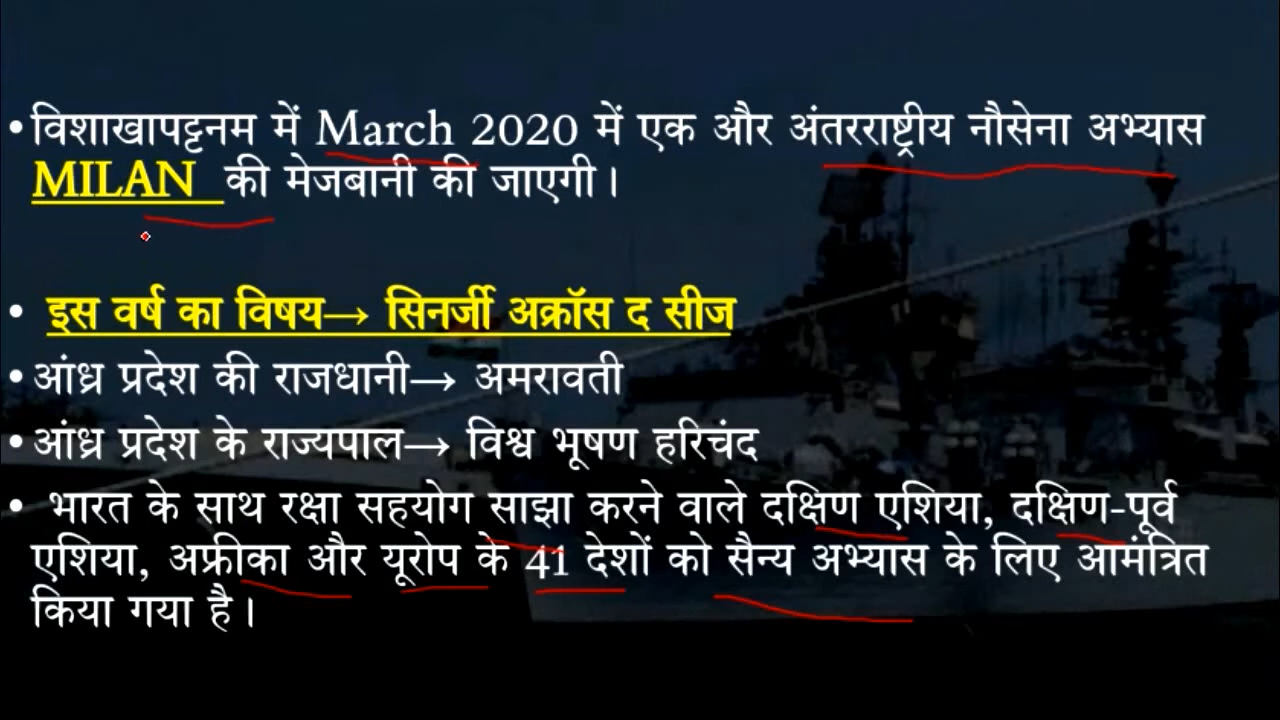 • विशाखापट्टनम में March 2020 में एक और अंतरराष्ट्रीय नौसेना अभ्यास
MILAN की मेजबानी की जाएगी।
• इस वर्ष का विषय→ सिनर्जी अक्रॉस द सीज
• आंध्र प्रदेश की राजधानी→ अमरावती
• आंध्र प्रदेश के राज्यपाल→ विश्व भूषण हरिचंद
• भारत के साथ रक्षा सहयोग साझा करने वाले दक्षिण एशिया, दक्षिण-पूर्व
एशिया, अफ्रीका और यूरोप के 41 देशों को सैन्य अभ्यास के लिए आमंत्रित
किया गया है।